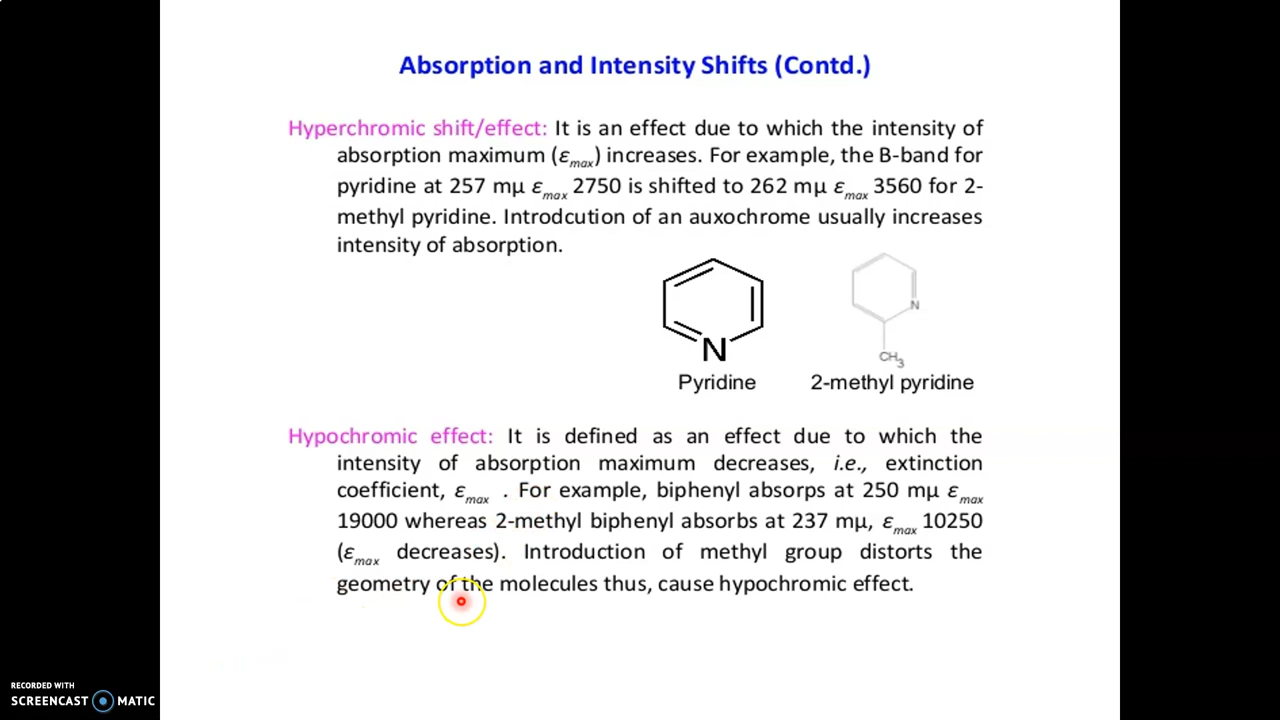 Absorption and Intensity Shifts (Contd.)
Hyperchromic shift/effect: It is an effect due to which the intensity of
absorption maximum (εmax) increases. For example, the B-band for
pyridine at 257 mμ εmax 2750 is shifted to 262 mμ εmax 3560 for 2-
methyl pyridine. Introdcution of an auxochrome usually increases
intensity of absorption.
N
N
CH3
Pyridine 2-methyl pyridine
Hypochromic effect: It is defined as an effect due to which the
intensity of absorption maximum decreases, i.e., extinction
coefficient, εmax . For example, biphenyl absorps at 250 mμ εmax
19000 whereas 2-methyl biphenyl absorbs at 237 mμ, εmax 10250
(εmax decreases). Introduction of methyl group distorts the
geometry of the molecules thus, cause hypochromic effect.
RECORDED WITH
SCREENCAST MATIC